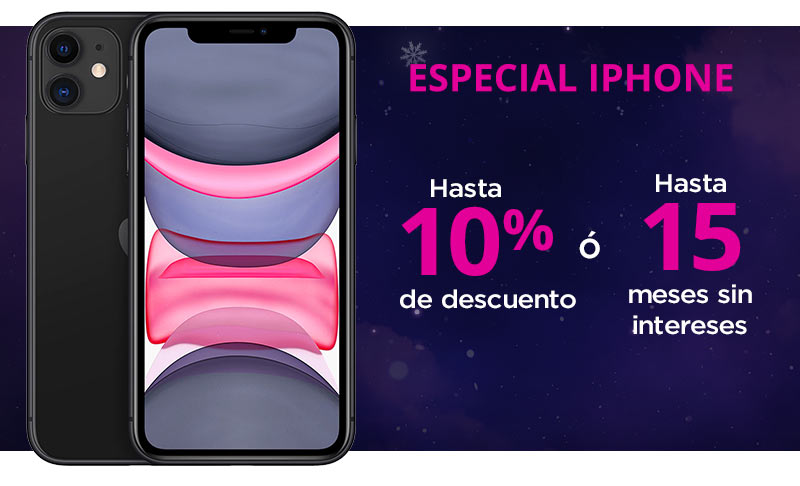 ESPECIAL IPHONE
Hasta
10%
de descuento
ó
Hasta
15
meses sin
intereses